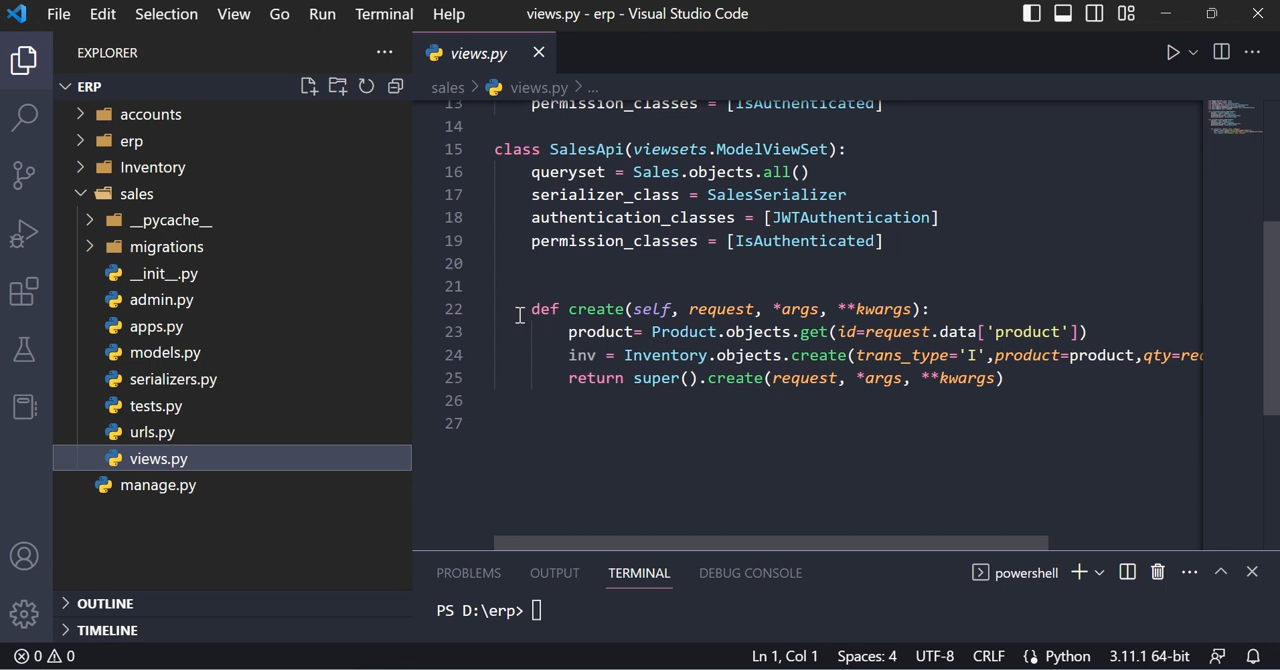 File Edit Selection View Go Run Terminal Help views.py - erp - Visual Studio Code
EXPLORER
ERP
accounts
erp
Inventory
sales
__pycache__
migrations
__init__.py
admin.py
apps.py
models.py
serializers.py
tests.py
urls.py
views.py
manage.py
OUTLINE
TIMELINE
views.py
sales > views.py > ...
13 permission_classes = [IsAuthenticated]
14
15 class SalesApi(viewsets.ModelViewSet):
16 queryset = Sales.objects.all()
17 serializer_class = SalesSerializer
18 authentication_classes = [JWTAuthentication]
19 permission_classes = [IsAuthenticated]
20
21
22 def create(self, request, *args, **kwargs):
23 product= Product.objects.get(id=request.data['product'])
24 inv = Inventory.objects.create(trans_type='I',product=product,qty=rec
25 return super().create(request, *args, **kwargs)
26
27
PROBLEMS OUTPUT TERMINAL DEBUG CONSOLE powershell
PS D:\erp>
0 0 Ln 1, Col 1 Spaces: 4 UTF-8 CRLF Python 3.11.1 64-bit